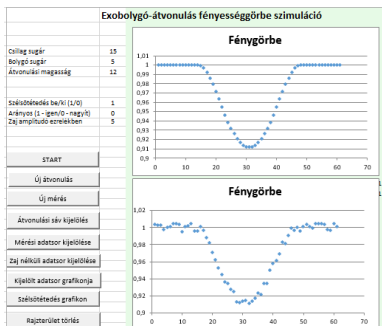 Exobolygó-átvonulás fényességgörbe szimuláció
Csillag sugár 15
Bolygó sugár 5
Átvonulási magasság 12
Szélsötétedés be/ki (1/0) 1
Arányos (1 - igen/0 - nagyít) 0
Zaj amplitudó ezrelékben 5
START
Új átvonulás
Új mérés
Átvonulási sáv kijelölés
Mérési adatsor kijelölése
Zaj nélküli adatsor kijelölése
Kijelölt adatsor grafikonja
Szélsötétedés grafikon
Rajzterület törlés
Fénygörbe
1,01
1
0,99
0,98
0,97
0,96
0,95
0,94
0,93
0,92
0,91
0,9
0 10 20 30 40 50 60 70
Fénygörbe
1,02
1
0,98
0,96
0,94
0,92
0,9
0 10 20 30 40 50 60 70